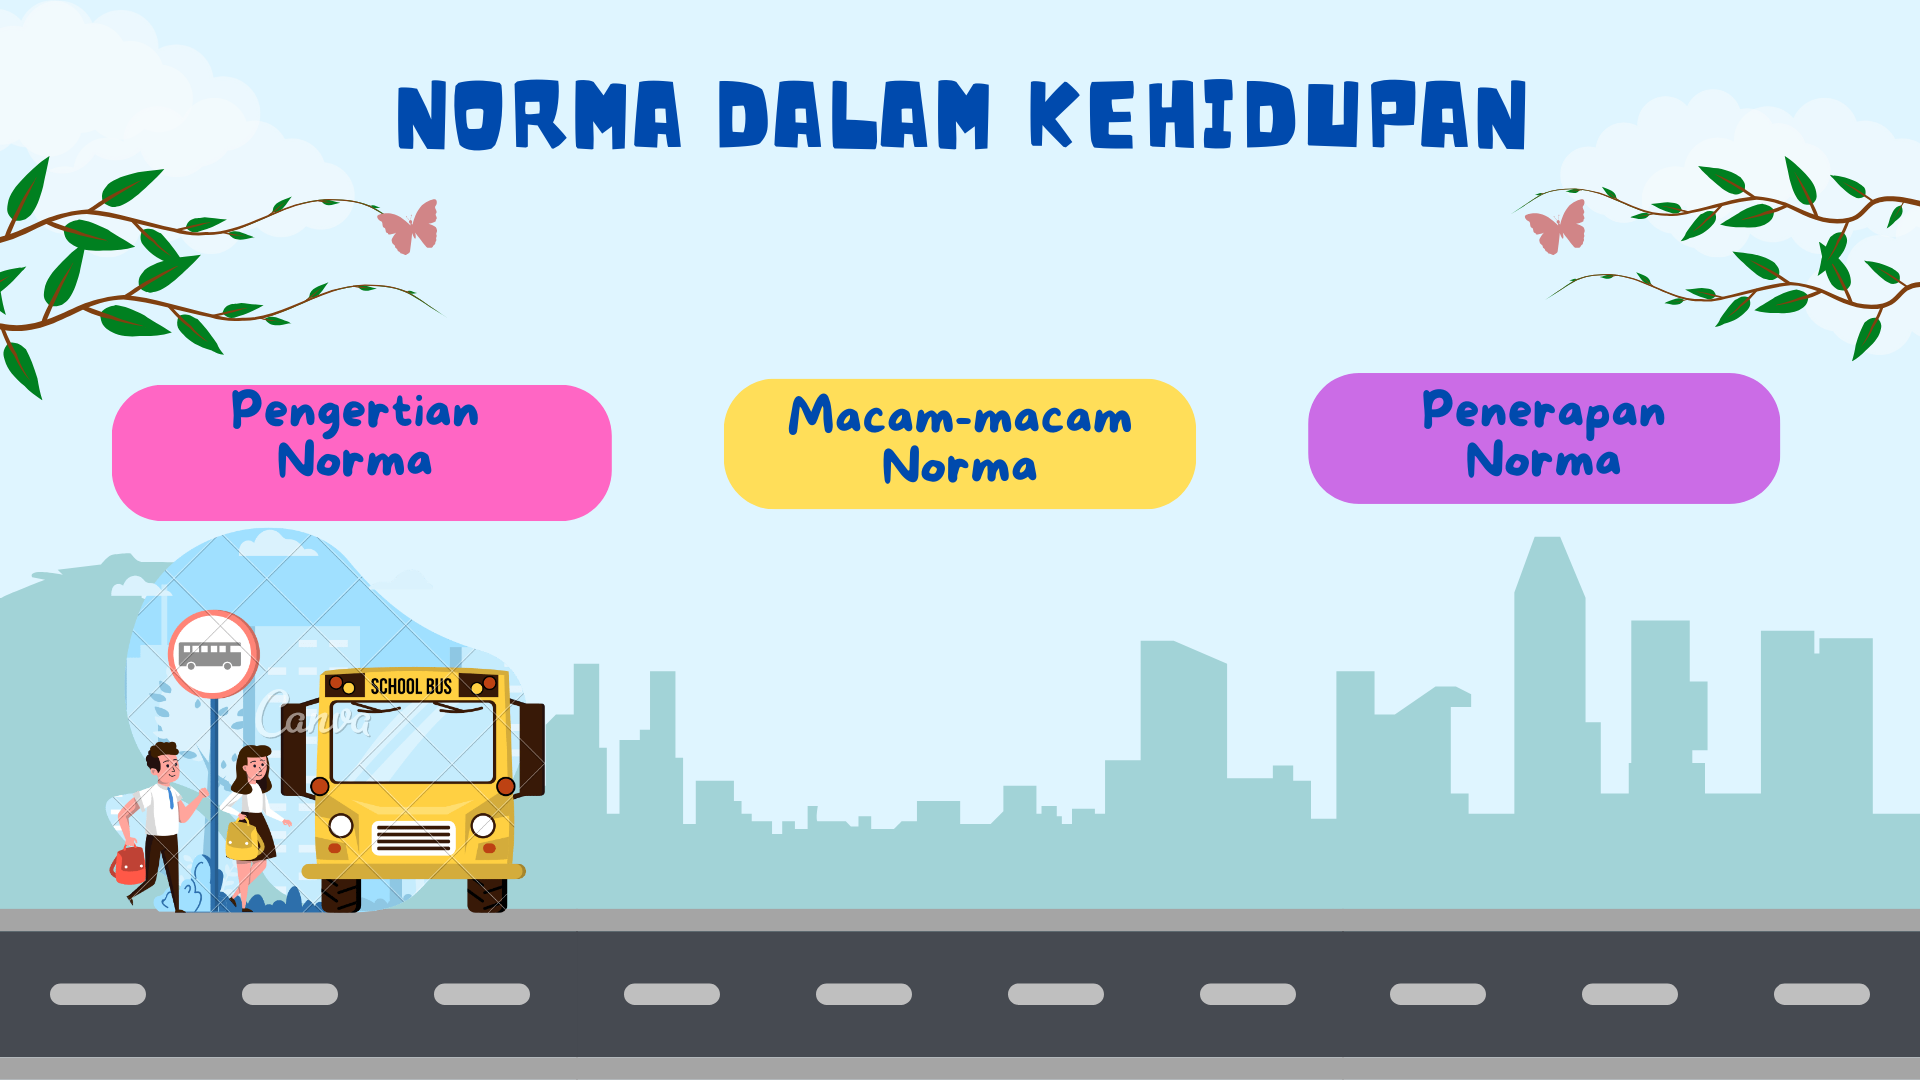 NORMA DALAM KEHIDUPAN
Pengertian
Norma
Macam-macam
Norma
Penerapan
Norma
SCHOOL BUS
Canva